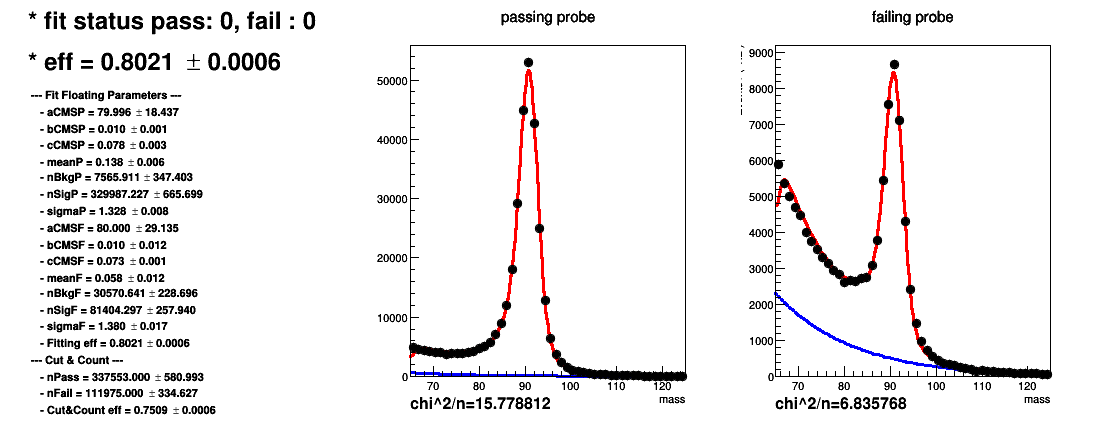 * fit status pass: 0, fail : 0
* eff = 0.8021 ± 0.0006
--- Fit Floating Parameters ---
- aCMSP = 79.996 ± 18.437
- bCMSP = 0.010 ± 0.001
- cCMSP = 0.078 ± 0.003
- meanP = 0.138 ± 0.006
- nBkgP = 7565.911 ± 347.403
- nSigP = 329987.227 ± 665.699
- sigmaP = 1.328 ± 0.008
- aCMSF = 80.000 ± 29.135
- bCMSF = 0.010 ± 0.012
- cCMSF = 0.073 ± 0.001
- meanF = 0.058 ± 0.012
- nBkgF = 30570.641 ± 228.696
- nSigF = 81404.297 ± 257.940
- sigmaF = 1.380 ± 0.017
- Fitting eff = 0.8021 ± 0.0006
--- Cut & Count ---
- nPass = 337553.000 ± 580.993
- nFail = 111975.000 ± 334.627
- Cut&Count eff = 0.7509 ± 0.0006
passing probe
50000
40000
30000
20000
10000
0
70 80 90 100 110 120
mass
chi^2/n=15.778812
failing probe
9000
8000
7000
6000
5000
4000
3000
2000
1000
0
70 80 90 100 110 120
mass
chi^2/n=6.835768